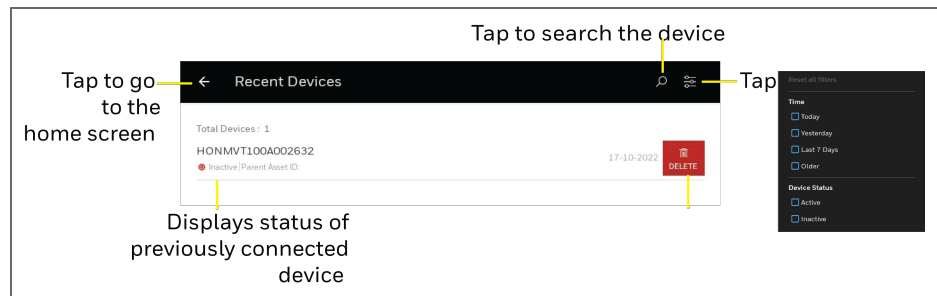 Tap to search the device
Tap to go
to the
home screen
Recent Devices
Tap
Total Devices : 1
HONMVT100A002632
Inactive|Parent Asset ID:
17-10-2022
DELETE
Displays status of
previously connected
device
Reset all filters
Time
Today
Yesterday
Last 7 Days
Older
Device Status
Active
Inactive